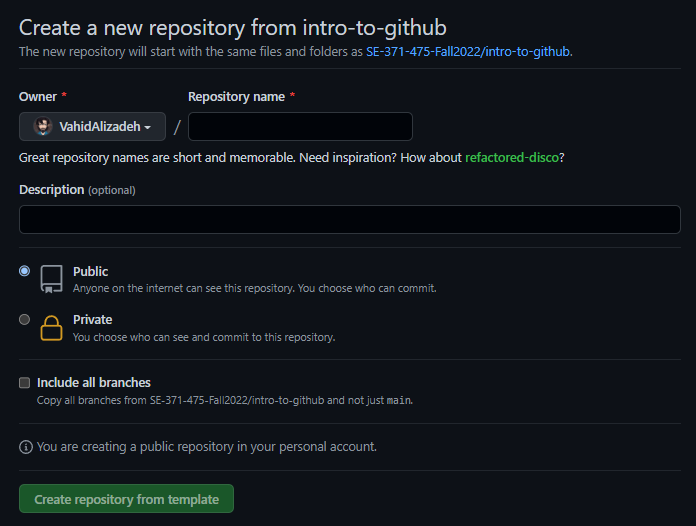 Create a new repository from intro-to-github
The new repository will start with the same files and folders as SE-371-475-Fall2022/intro-to-github.
Owner * Repository name *
VahidAlizadeh /
Great repository names are short and memorable. Need inspiration? How about refactored-disco?
Description (optional)
Public
Anyone on the internet can see this repository. You choose who can commit.
Private
You choose who can see and commit to this repository.
Include all branches
Copy all branches from SE-371-475-Fall2022/intro-to-github and not just main.
You are creating a public repository in your personal account.
Create repository from template